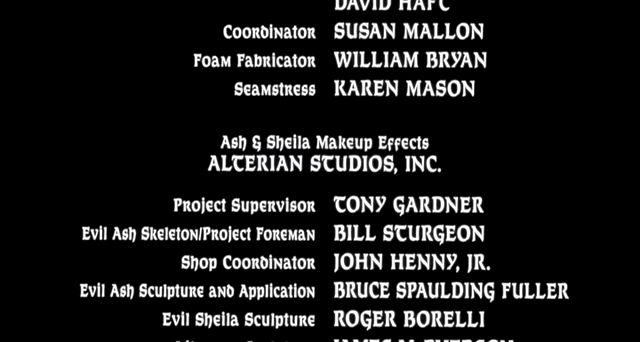 DAVID
Coordinator SUSAN MALLON
Foam Fabricator WILLIAM BRYAN
Seamstress KAREN MASON
Ash & Sheila Makeup Effects
ALTERIAN STUDIOS, INC.
Project Supervisor TONY GARDNER
Evil Ash Skeleton/Project Foreman BILL STURGEON
Shop Coordinator JOHN HENNY, JR.
Evil Ash Sculpture and Application BRUCE SPAULDING FULLER
Evil Sheila Sculpture ROGER BORELLI